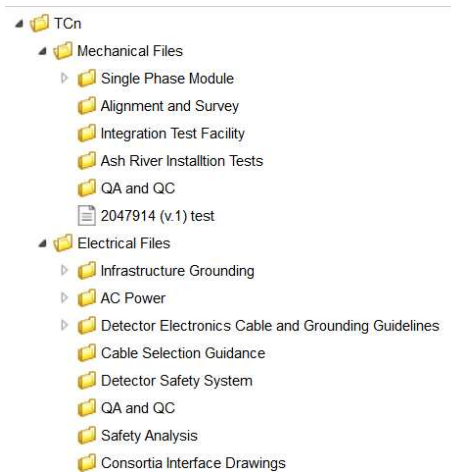 TCn
Mechanical Files
Single Phase Module
Alignment and Survey
Integration Test Facility
Ash River Installtion Tests
QA and QC
2047914 (v.1) test
Electrical Files
Infrastructure Grounding
AC Power
Detector Electronics Cable and Grounding Guidelines
Cable Selection Guidance
Detector Safety System
QA and QC
Safety Analysis
Consortia Interface Drawings